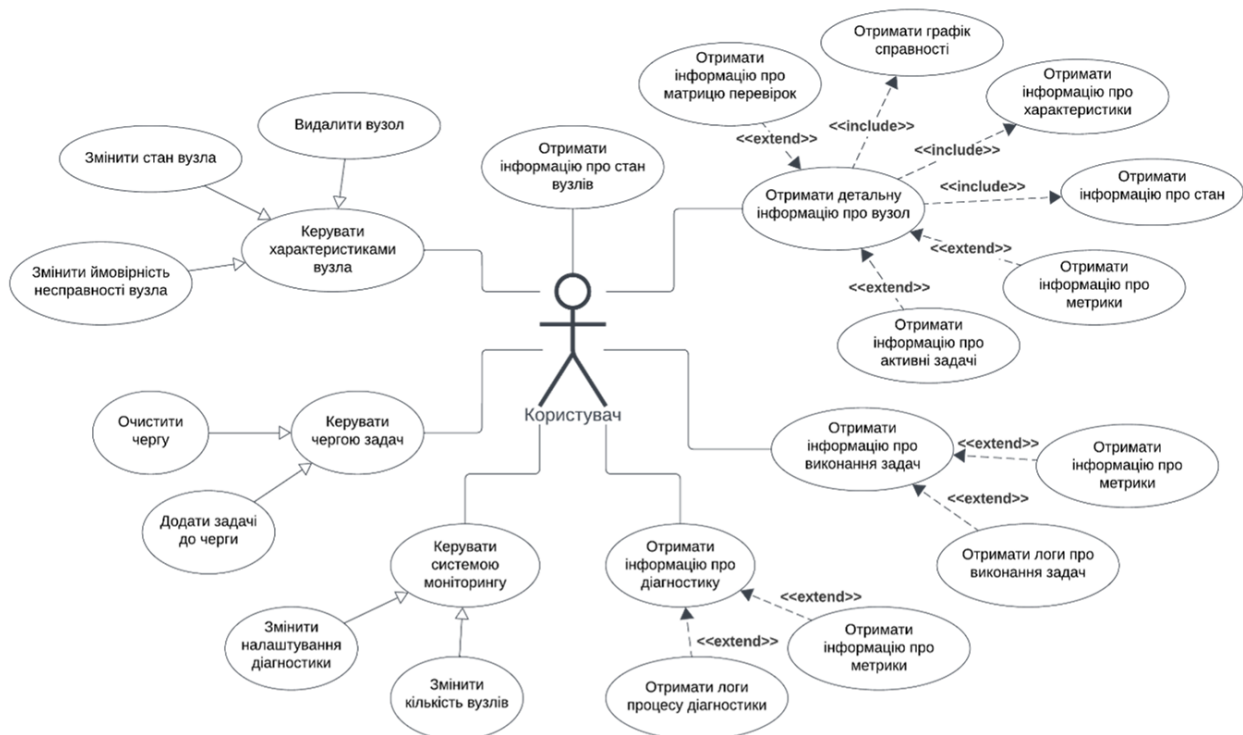 Отримати графік
справності
Отримати
інформацію про
матрицю перевірок
Отримати
інформацію про
характеристики
Видалити вузол
Змінити стан вузла
Отримати
інформацію про стан
вузлів
<<extend>>
<<include>>
<<include>>
Отримати детальну
інформацію про вузол
<<include>>
Отримати
інформацію про стан
Керувати
характеристиками
вузла
Змінити ймовірність
несправності вузла
<<extend>>
Отримати
інформацію про
метрики
<<extend>>
Отримати
інформацію про
активні задачі
Користувач
Очистити
чергу
Керувати
чергою задач
Отримати
інформацію про
виконання задач
<<extend>>
Отримати
інформацію про
метрики
<<extend>>
Додати задачі
до черги
Отримати логи про
виконання задач
Керувати
системою
моніторингу
Отримати
інформацію про
діагностику
<<extend>>
Змінити
налаштування
діагностики
<<extend>>
Отримати
інформацію про
метрики
Змінити
кількість вузлів
Отримати логи
процесу діагностики